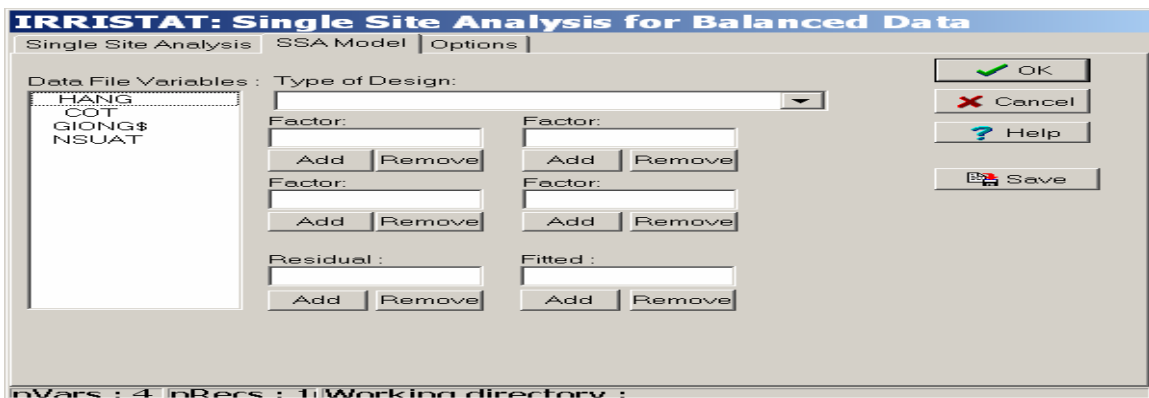 IRRISTAT: Single Site Analysis for Balanced Data
Single Site Analysis SSA Model Options
Data File Variables : Type of Design:
HANG
COT
GIONG$
NSUAT
Factor: Factor:
Add Remove Add Remove
Factor: Factor:
Add Remove Add Remove
Residual : Fitted :
Add Remove Add Remove
OK
Cancel
? Help
Save
nVars : 4 nRecs : 1 Working directory :